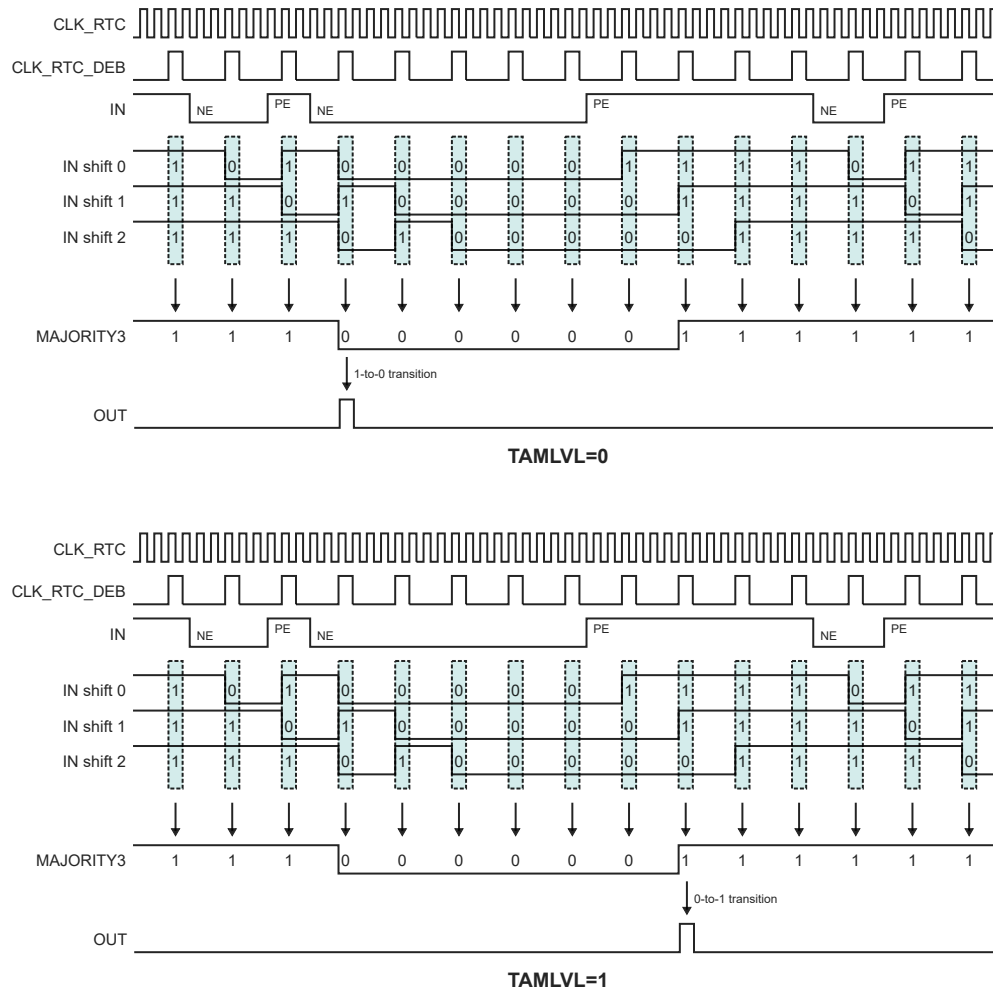 CLK_RTC
CLK_RTC_DEB
IN NE PE NE PE NE PE
IN shift 0 1 0 1 0 0 0 0 0 1 1 1 1 0 1 1
IN shift 1 1 1 0 1 0 0 0 0 0 1 1 1 1 0 1
IN shift 2 1 1 1 0 1 0 0 0 0 0 1 1 1 1 0
MAJORITY3 1 1 1 0 0 0 0 0 0 1 1 1 1 1 1
1-to-0 transition
OUT
TAMLVL=0
CLK_RTC
CLK_RTC_DEB
IN NE PE NE PE NE PE
IN shift 0 1 0 1 0 0 0 0 0 1 1 1 1 0 1 1
IN shift 1 1 1 0 1 0 0 0 0 0 1 1 1 1 0 1
IN shift 2 1 1 1 0 1 0 0 0 0 0 1 1 1 1 0
MAJORITY3 1 1 1 0 0 0 0 0 0 1 1 1 1 1 1
0-to-1 transition
OUT
TAMLVL=1